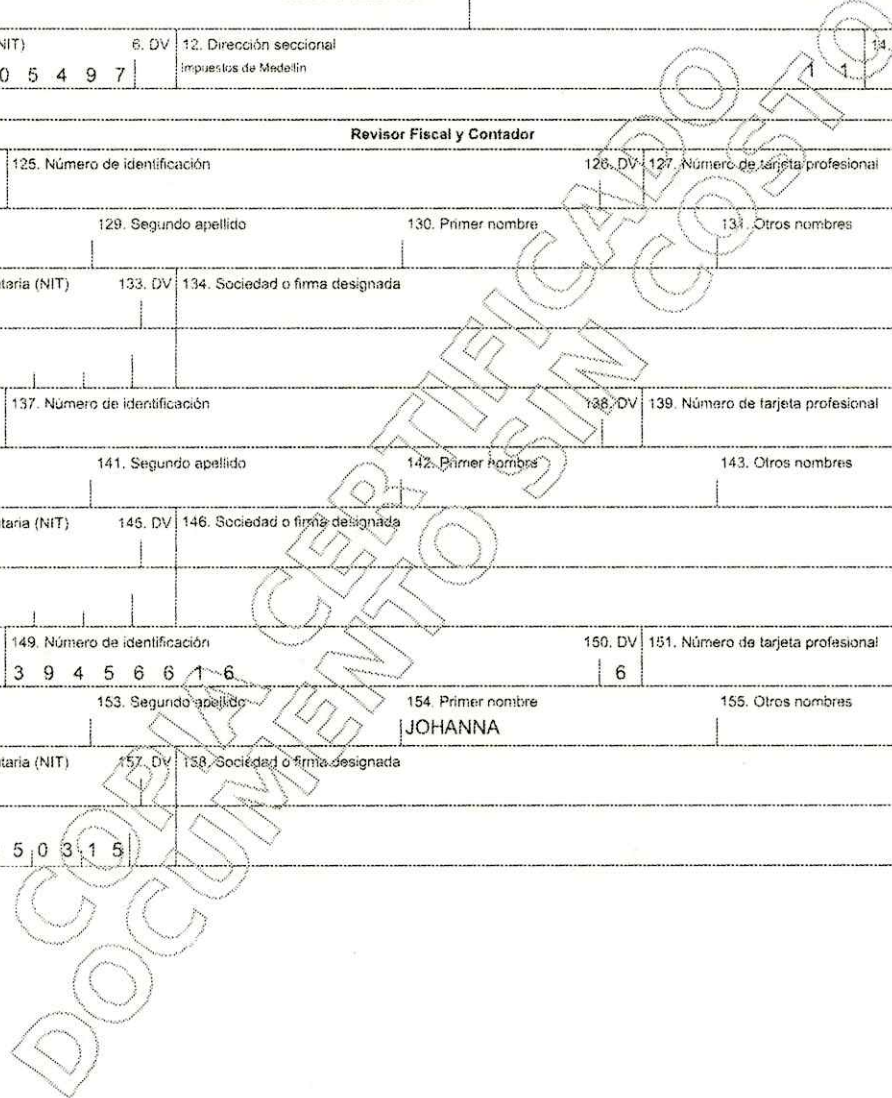 NIT) 6. DV 12. Dirección seccional 14.
0 5 4 9 7 Impuestos de Medellín 1 1
Revisor Fiscal y Contador
125. Número de identificación 126. DV 127. Número de tarjeta profesional
129. Segundo apellido 130. Primer nombre 131. Otros nombres
taria (NIT) 133. DV 134. Sociedad o firma designada
137. Número de identificación 138. DV 139. Número de tarjeta profesional
141. Segundo apellido 142. Primer nombre 143. Otros nombres
taria (NIT) 145. DV 146. Sociedad o firma designada
149. Número de identificación 150. DV 151. Número de tarjeta profesional
3 9 4 5 6 6 1 6 6
153. Segundo apellido 154. Primer nombre 155. Otros nombres
JOHANNA
taria (NIT) 157. DV 158. Sociedad o firma designada
5 0 3 1 5
COPIA CERTIFICADO
DOCUMENTO SIN COSTO